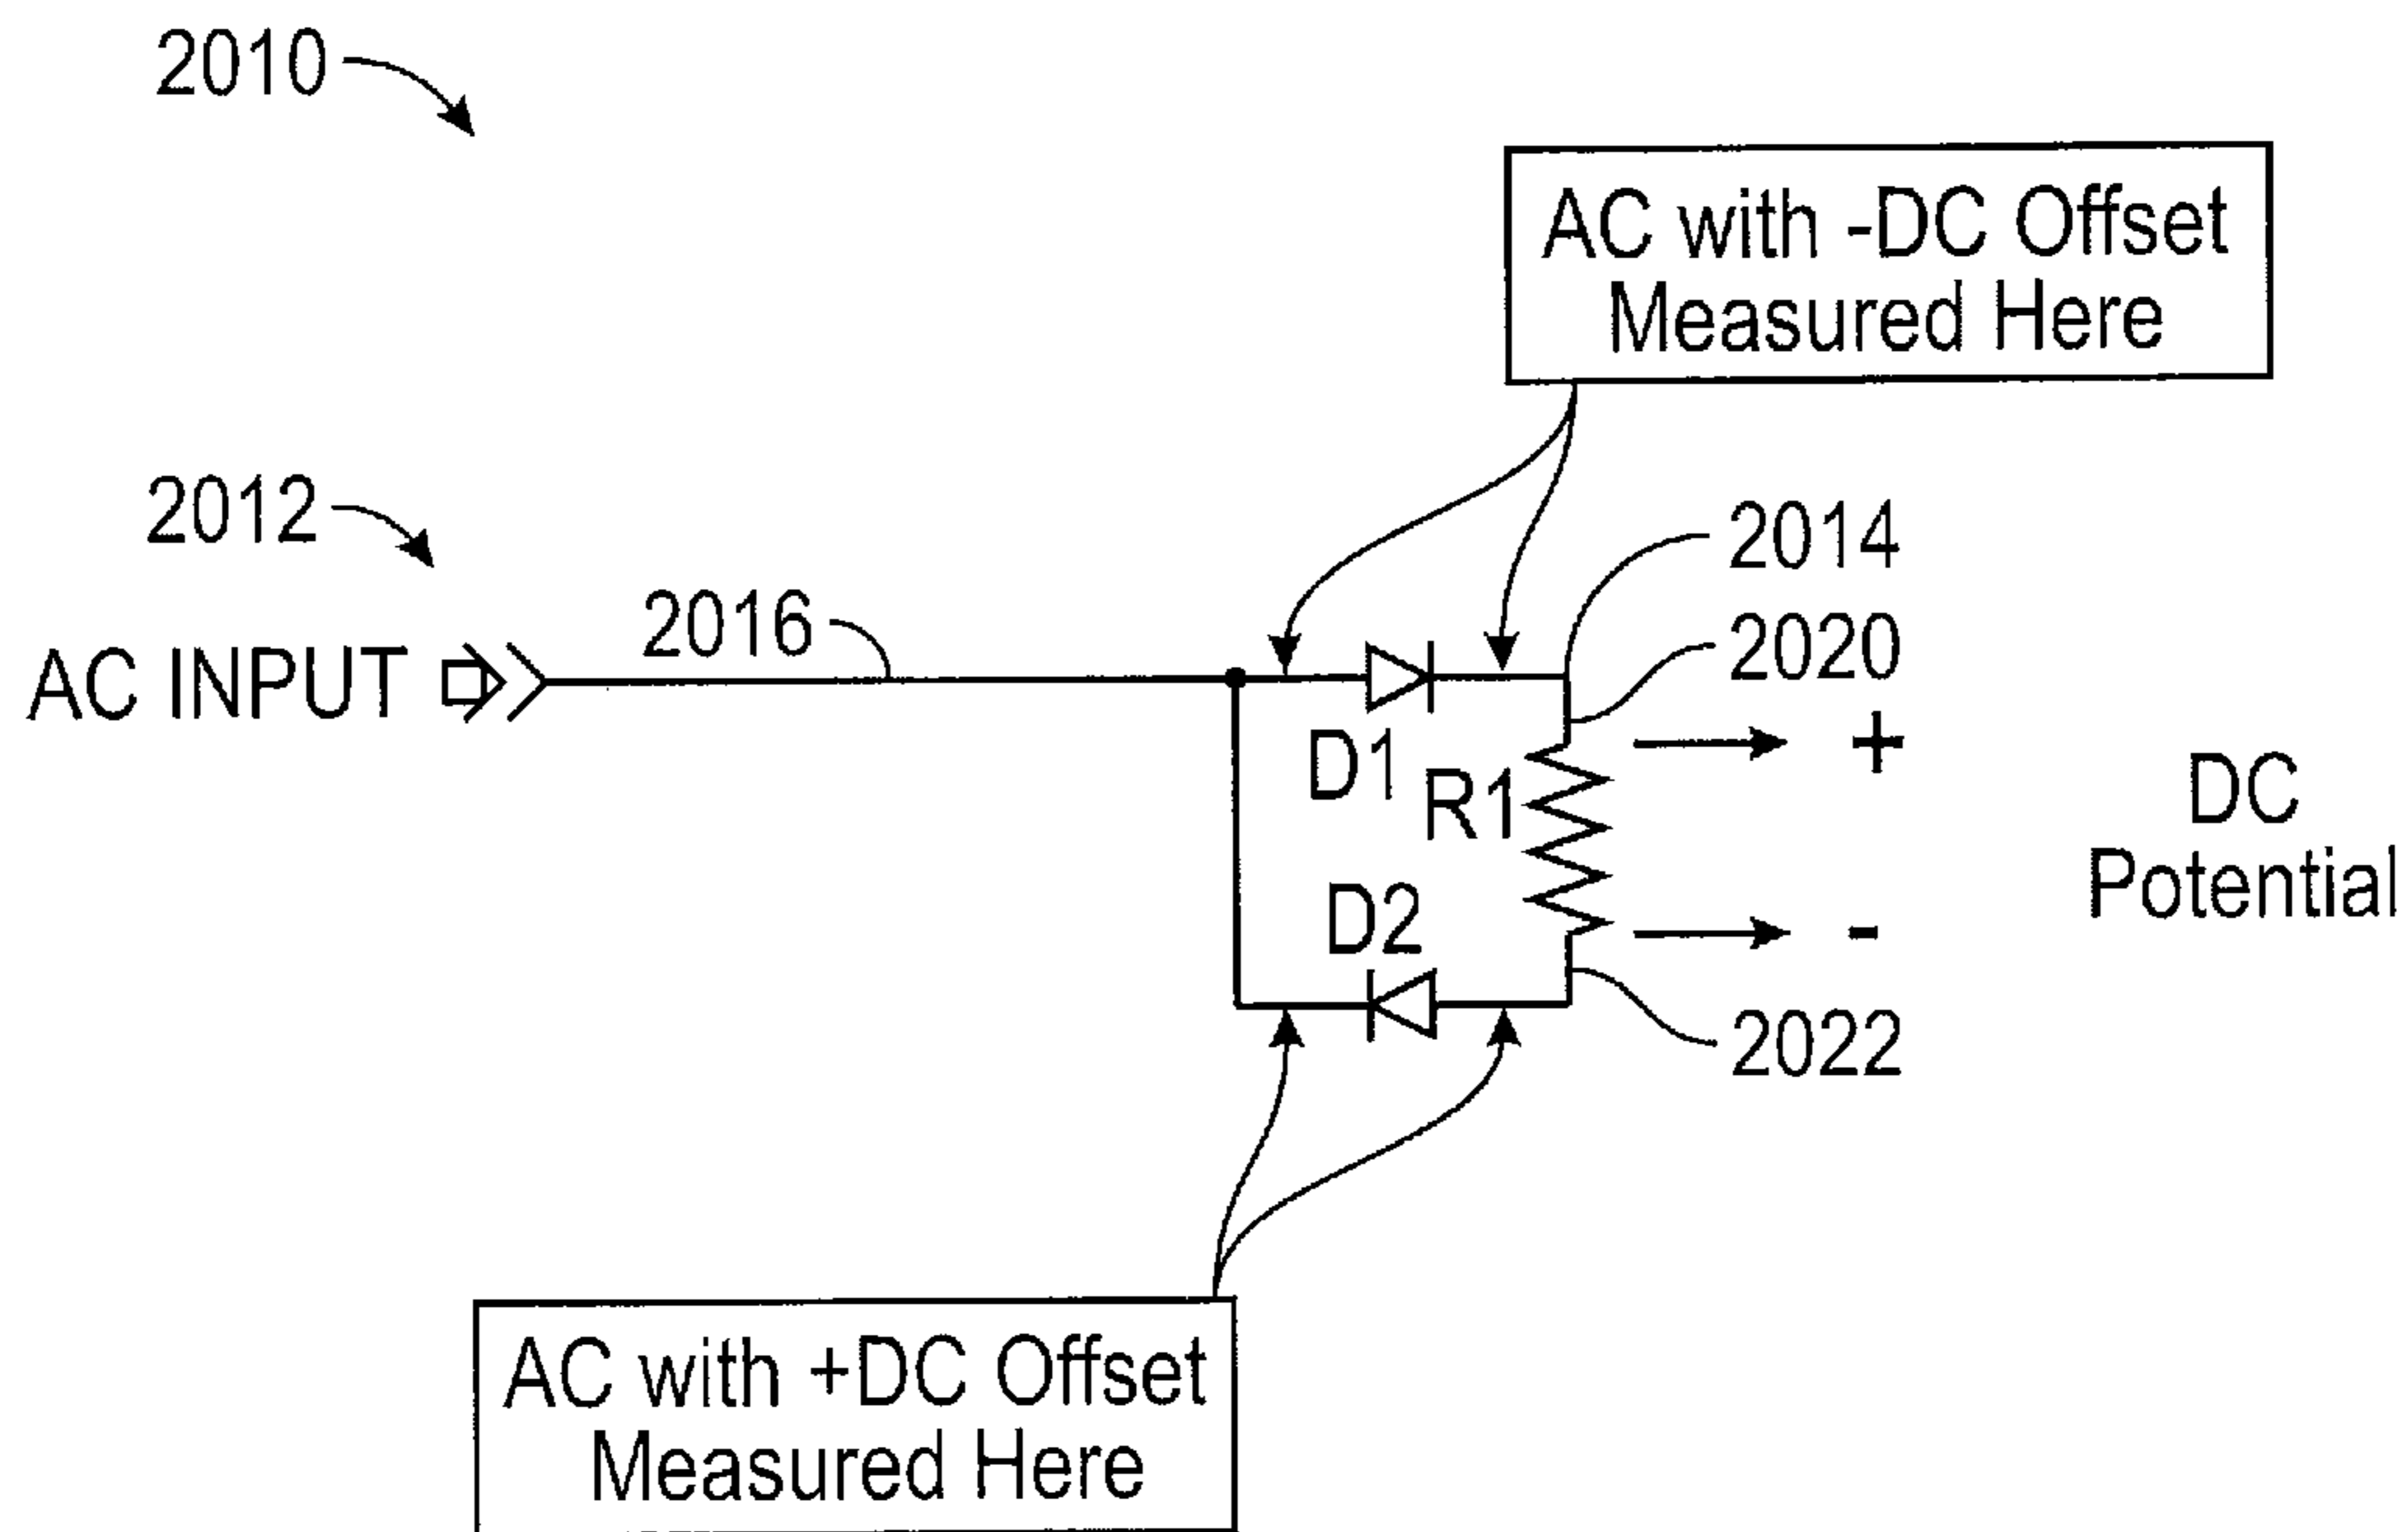 2010
AC with -DC Offset
Measured Here
2012
2014
2016
2020
AC INPUT
D1
+
R1
DC
Potential
D2
-
2022
AC with +DC Offset
Measured Here